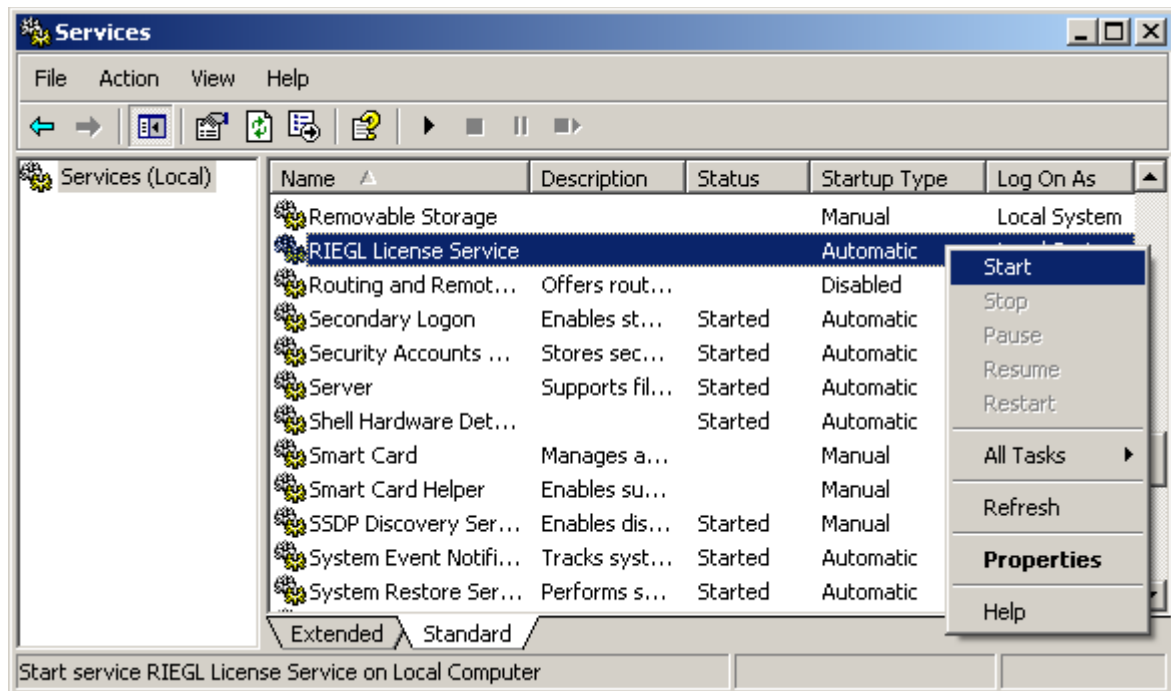 Services
File Action View Help
Services (Local)
Name Description Status Startup Type Log On As
Removable Storage Manual Local System
RIEGL License Service Automatic
Routing and Remot... Offers rout... Disabled
Secondary Logon Enables st... Started Automatic
Security Accounts ... Stores sec... Started Automatic
Server Supports fil... Started Automatic
Shell Hardware Det... Started Automatic
Smart Card Manages a... Manual
Smart Card Helper Enables su... Manual
SSDP Discovery Ser... Enables dis... Started Manual
System Event Notifi... Tracks syst... Started Automatic
System Restore Ser... Performs s... Started Automatic
Start
Stop
Pause
Resume
Restart
All Tasks
Refresh
Properties
Help
Extended Standard
Start service RIEGL License Service on Local Computer